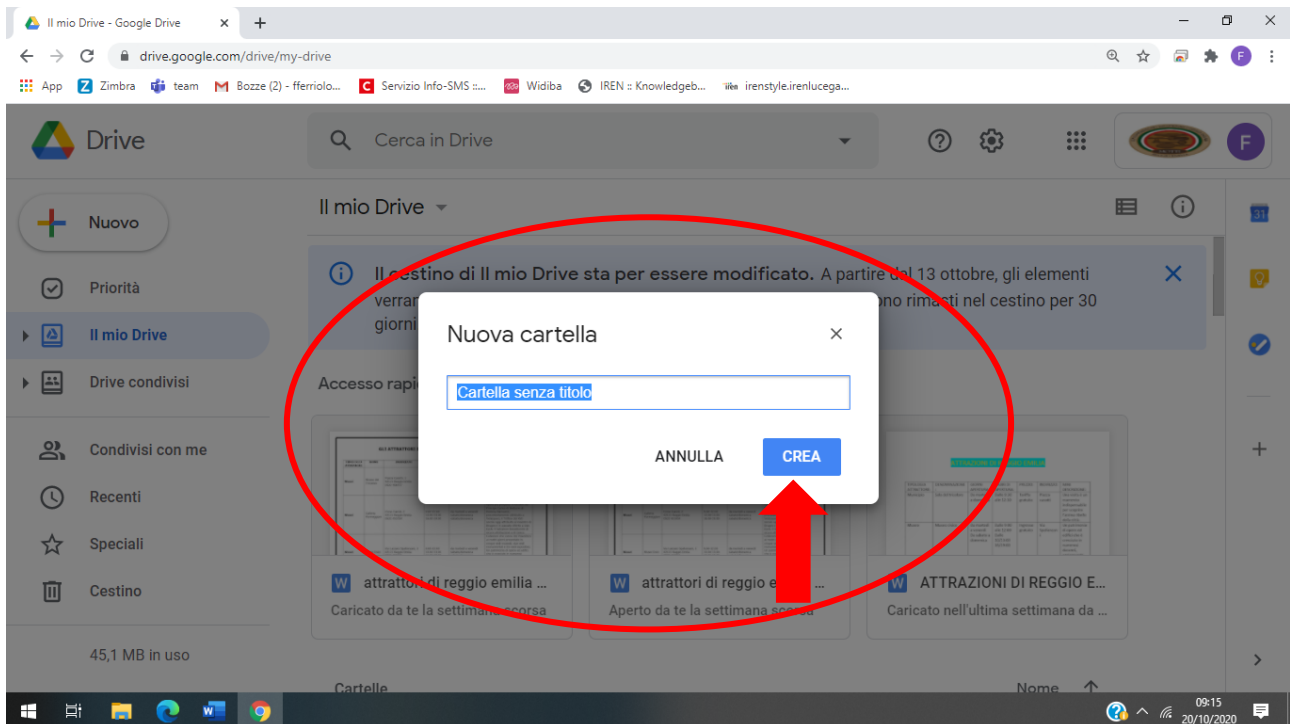 Il mio Drive - Google Drive
drive.google.com/drive/my-drive
App Zimbra team Bozze (2) - fferriolo... Servizio Info-SMS ::... Widiba IREN :: Knowledgeb... irenstyle.irenlucega...
Drive
Cerca in Drive
F
Nuovo
Il mio Drive
31
Il cestino di Il mio Drive sta per essere modificato. A partire dal 13 ottobre, gli elementi
verran
ono rimasti nel cestino per 30
giorni
Priorità
Il mio Drive
Drive condivisi
Condivisi con me
Recenti
Speciali
Cestino
45,1 MB in uso
Accesso rapi
Nuova cartella
Cartella senza titolo
ANNULLA CREA
attrattori di reggio emilia ...
Caricato da te la settimana scorsa
attrattori di reggio e ...
Aperto da te la settimana scorsa
ATTRAZIONI DI REGGIO E...
Caricato nell'ultima settimana da ...
Cartelle
Nome
09:15
20/10/2020